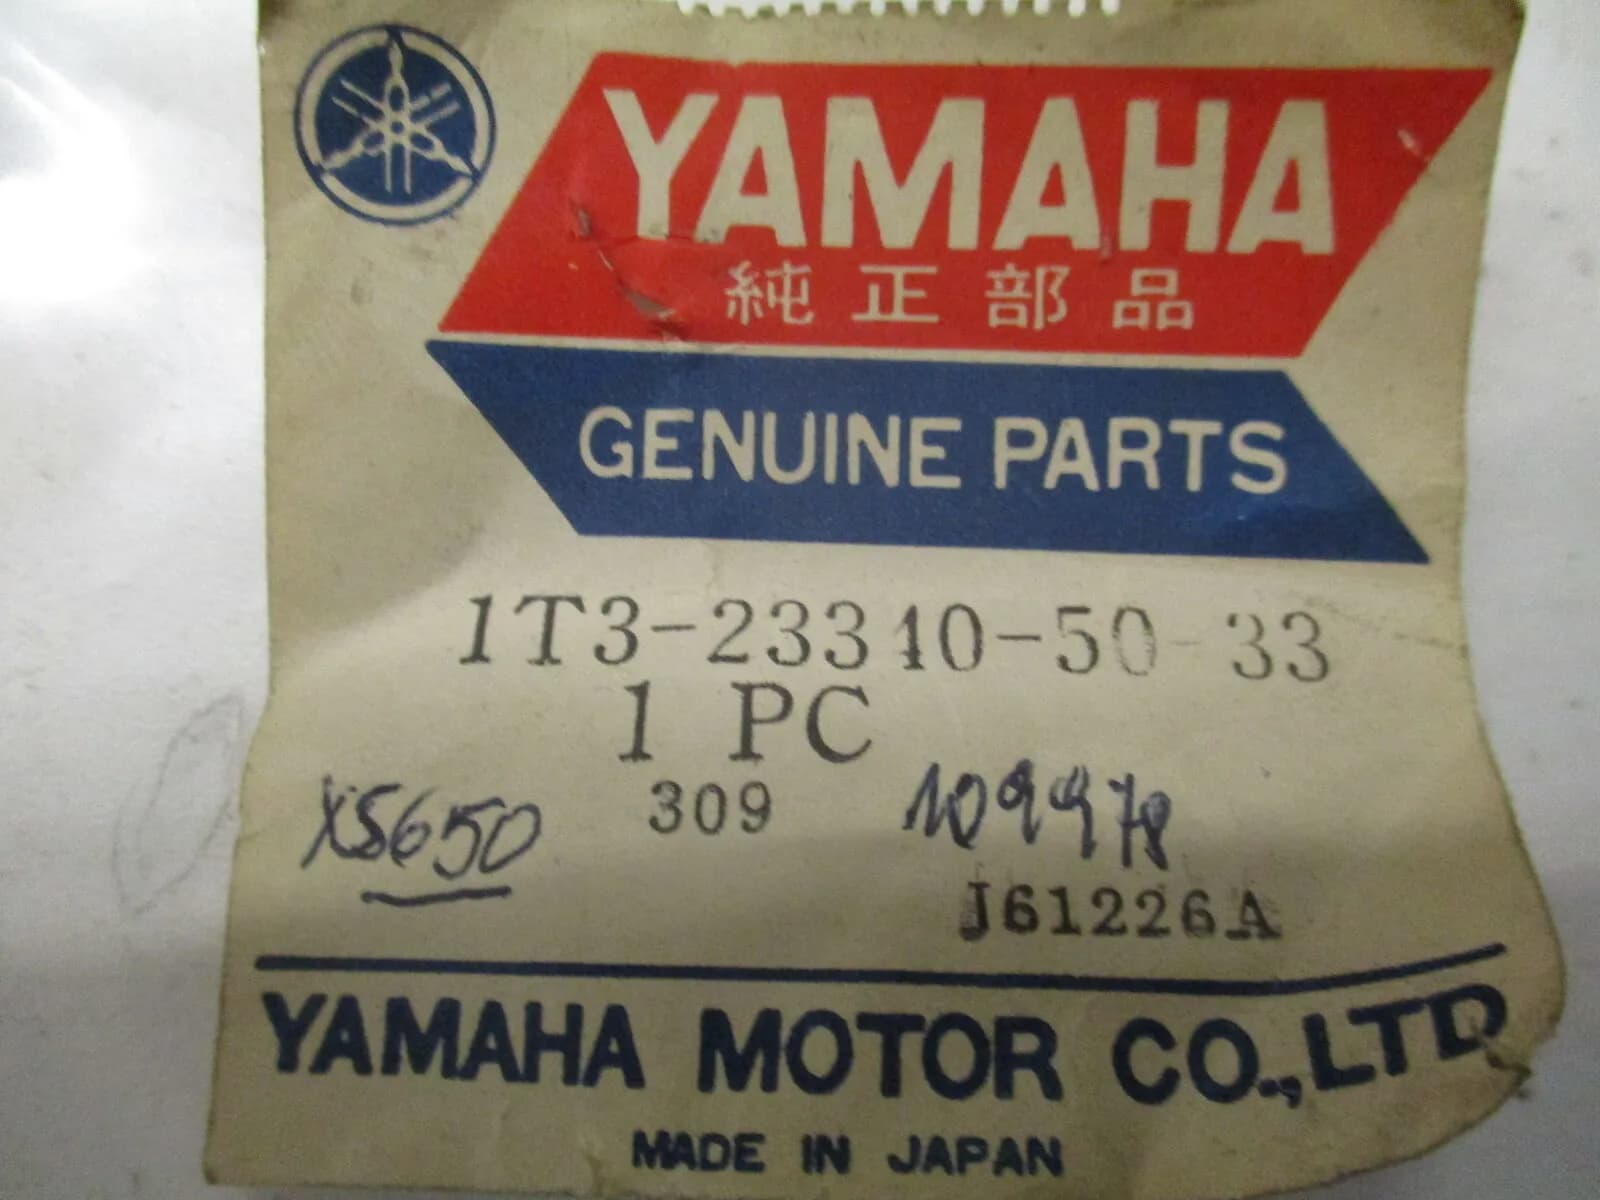 YAMAHA
純正部品
GENUINE PARTS
1T3-23340-50-33
1 PC
XS650 309 109978
J61226A
YAMAHA MOTOR CO.,LTD
MADE IN JAPAN